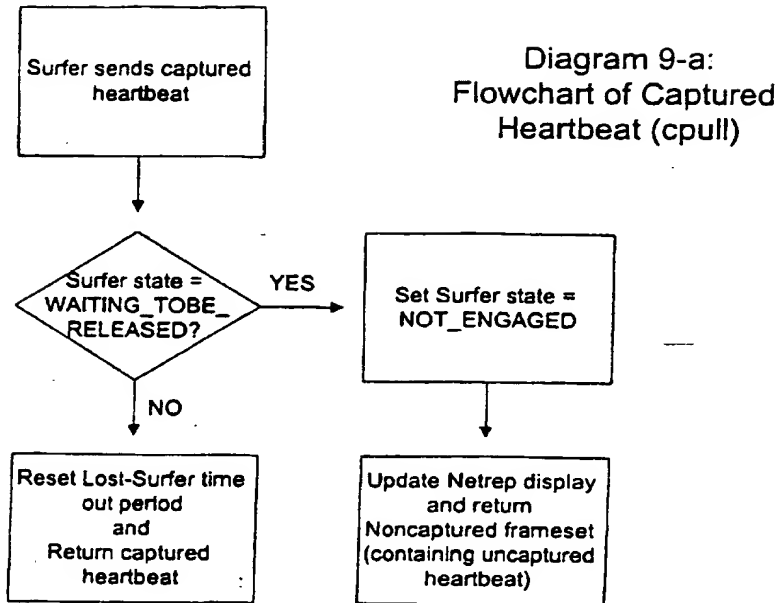 Diagram 9-a:
Flowchart of Captured
Heartbeat (cpull)
Surfer sends captured
heartbeat
Surfer state =
WAITING_TOBE_
RELEASED?
YES
Set Surfer state =
NOT_ENGAGED
NO
Reset Lost-Surfer time
out period
and
Return captured
heartbeat
Update Netrep display
and return
Noncaptured frameset
(containing uncaptured
heartbeat)